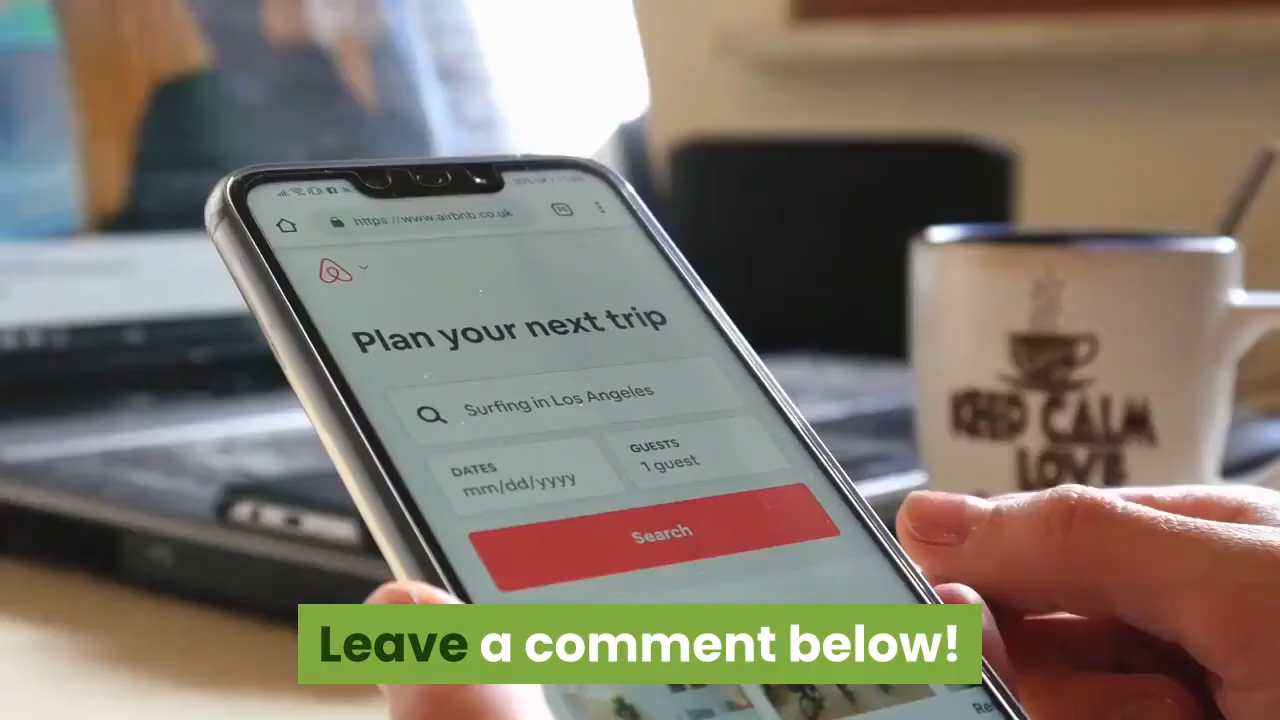 https://www.airbnb.co.uk
Plan your next trip
Surfing in Los Angeles
DATES
mm/dd/yyyy
GUESTS
1 guest
Search
KEEP CALM
LOVE
Leave a comment below!